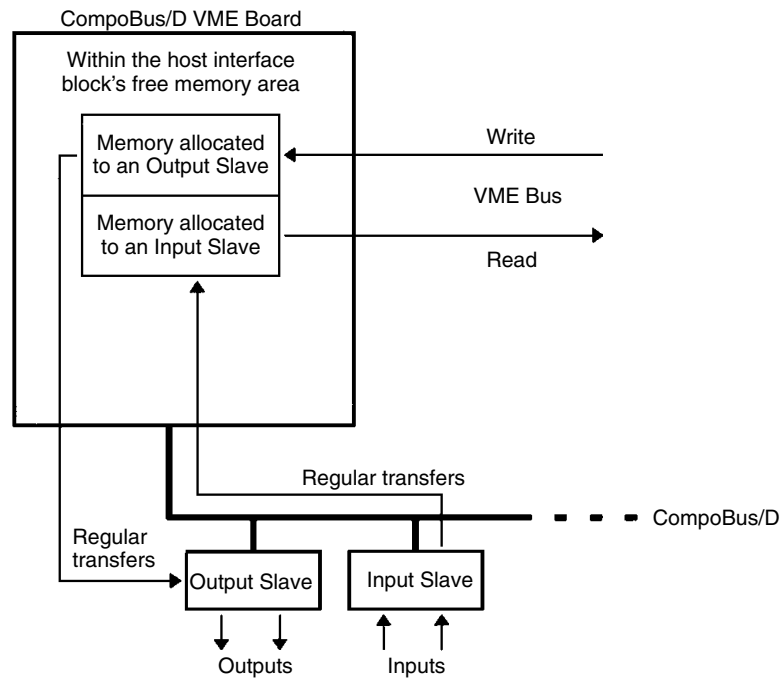 CompoBus/D VME Board
Within the host interface
block's free memory area
Memory allocated
to an Output Slave
Write
VME Bus
Memory allocated
to an Input Slave
Read
Regular transfers
CompoBus/D
Regular
transfers
Output Slave
Input Slave
Outputs
Inputs